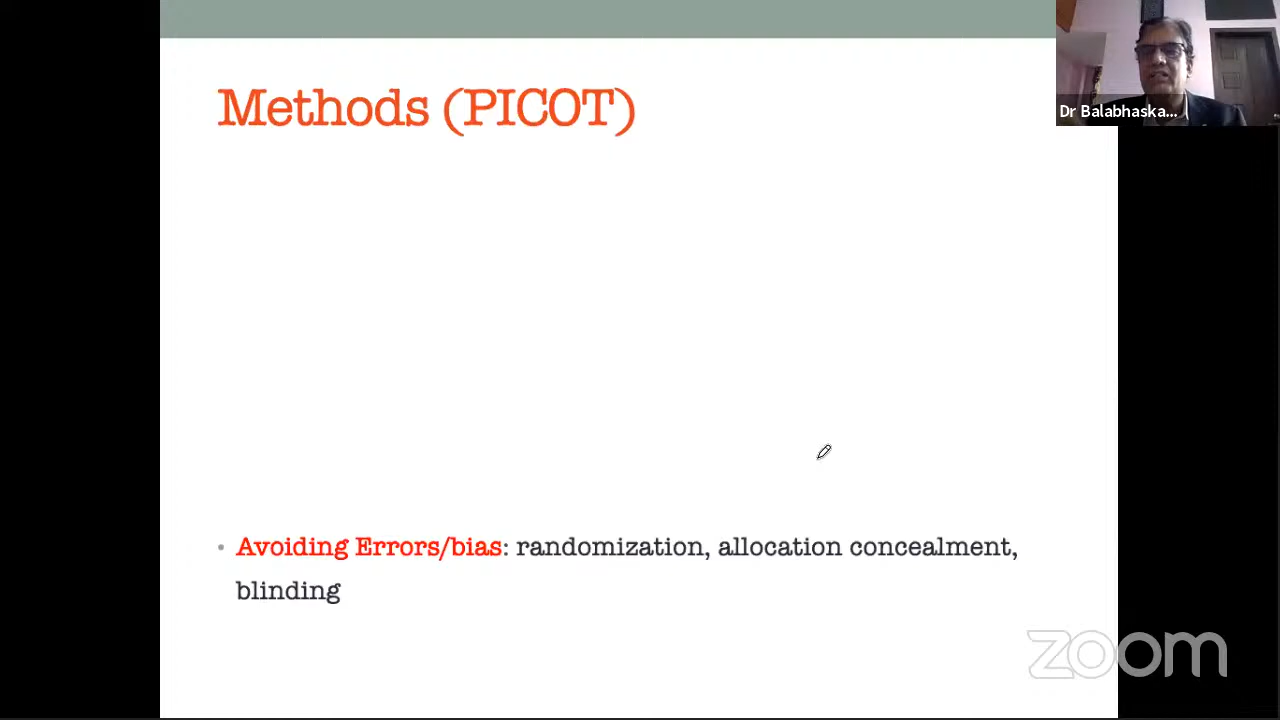 Methods (PICOT)
Dr Balabhaska...
• Avoiding Errors/bias: randomization, allocation concealment,
blinding
zoom